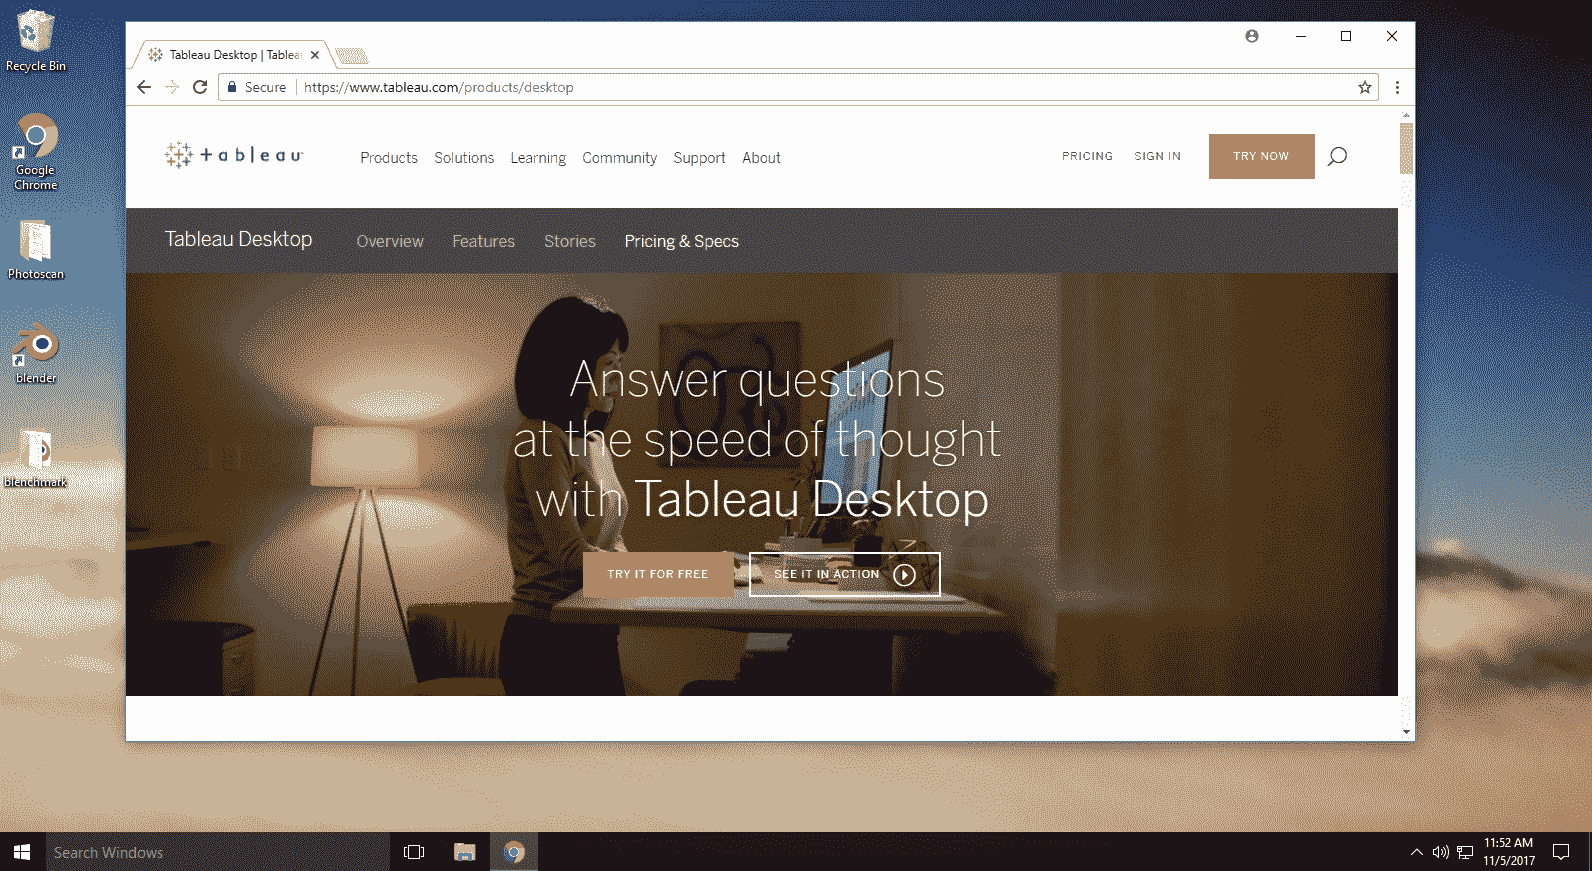 Recycle Bin
Google
Chrome
Photoscan
blender
blenchmark
Tableau Desktop | Tablea
Secure
https://www.tableau.com/products/desktop
tableau
Products Solutions Learning Community Support About
PRICING SIGN IN TRY NOW
Tableau Desktop Overview Features Stories Pricing & Specs
Answer questions
at the speed of thought
with Tableau Desktop
TRY IT FOR FREE SEE IT IN ACTION
Search Windows
11:52 AM
11/5/2017